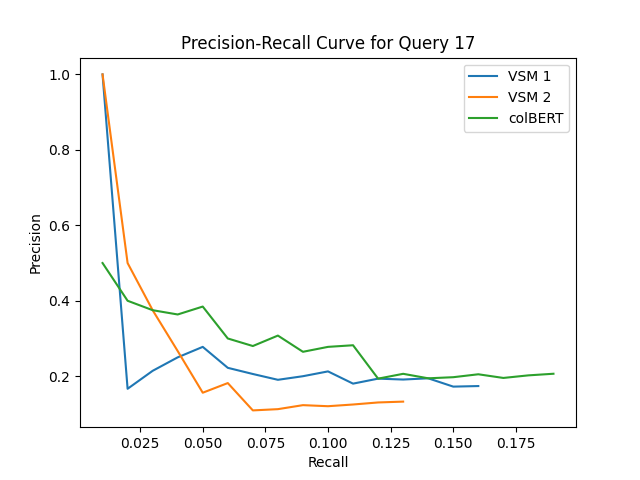 Precision-Recall Curve for Query 17
VSM 1
VSM 2
colBERT
Precision
1.0
0.8
0.6
0.4
0.2
0.025 0.050 0.075 0.100 0.125 0.150 0.175
Recall